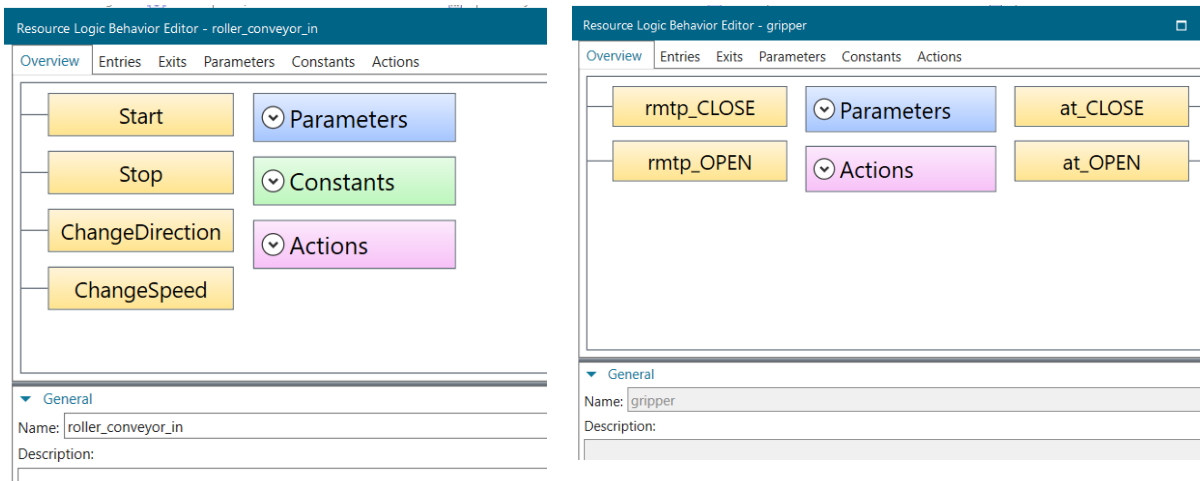 Resource Logic Behavior Editor - roller_conveyor_in
Overview Entries Exits Parameters Constants Actions
Start
Parameters
Stop
Constants
ChangeDirection
Actions
ChangeSpeed
General
Name: roller_conveyor_in
Description:
Resource Logic Behavior Editor - gripper
Overview Entries Exits Parameters Constants Actions
rmtp_CLOSE
Parameters
at_CLOSE
rmtp_OPEN
Actions
at_OPEN
General
Name: gripper
Description: